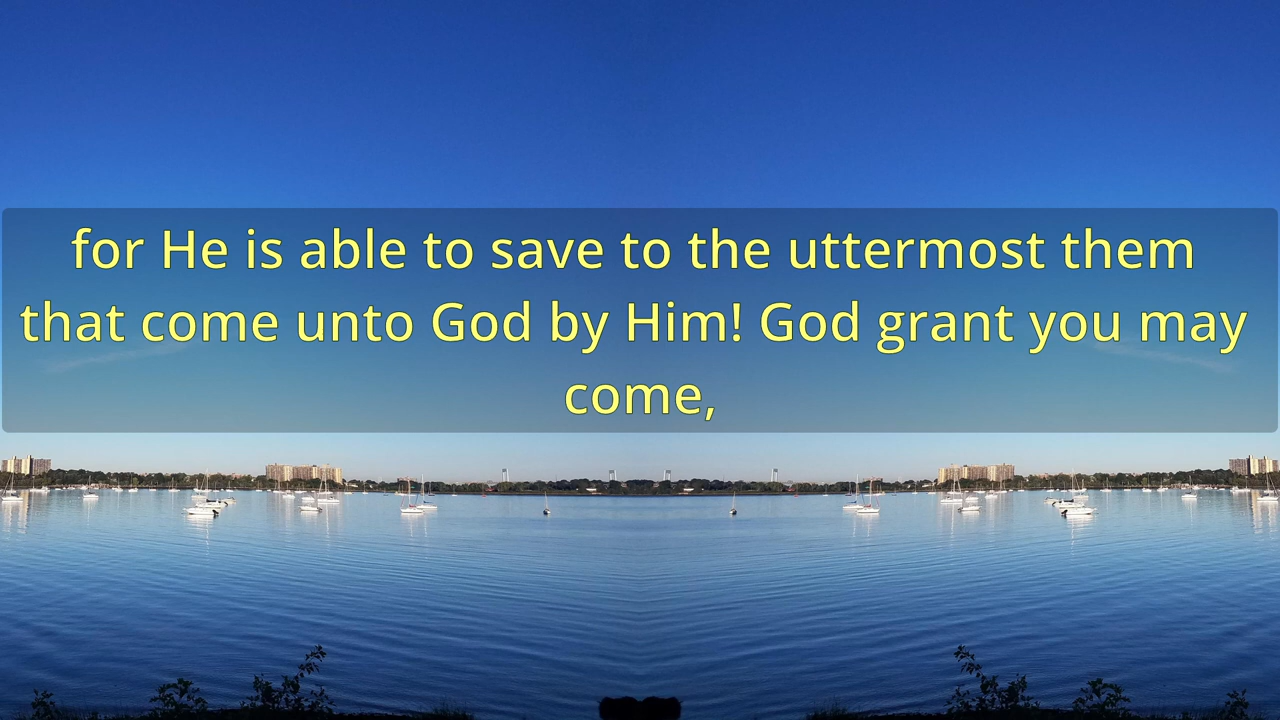 for He is able to save to the uttermost them
that come unto God by Him! God grant you may
come,